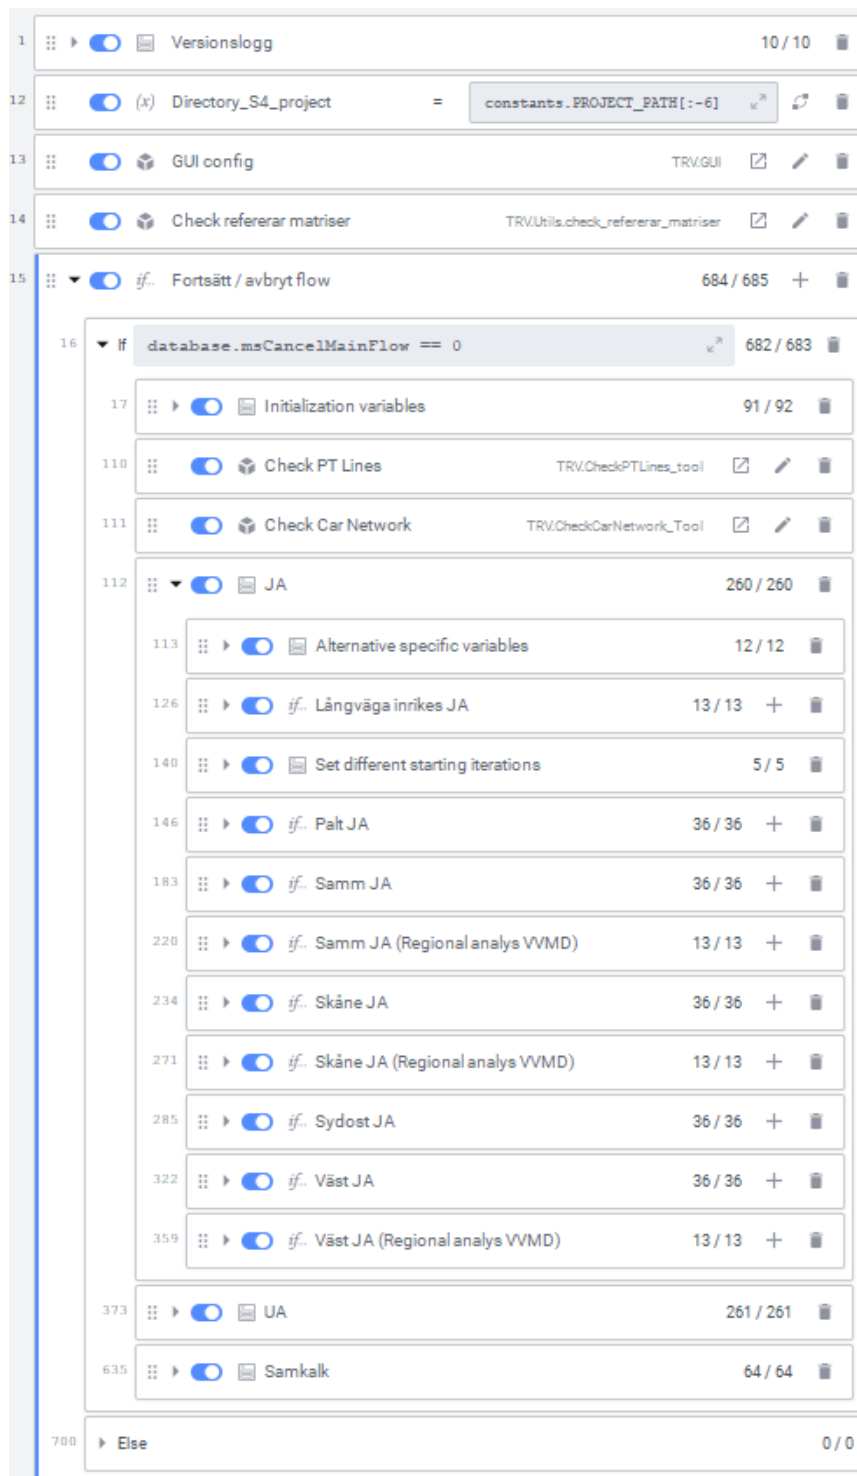 1 Versionslogg 10 / 10
12 (x) Directory_S4_project = constants.PROJECT_PATH[:-6]
13 GUI config TRV.GUI
14 Check refererar matriser TRV.Utils.check_refererar_matriser
15 if... Fortsätt / avbryt flow 684 / 685 +
16 If database.msCancelMainFlow == 0 682 / 683
17 Initialization variables 91 / 92
110 Check PT Lines TRV.CheckPTLines_tool
111 Check Car Network TRV.CheckCarNetwork_Tool
112 JA 260 / 260
113 Alternative specific variables 12 / 12
126 if... Långväga inrikes JA 13 / 13 +
140 Set different starting iterations 5 / 5
146 if... Palt JA 36 / 36 +
183 if... Samm JA 36 / 36 +
220 if... Samm JA (Regional analys VVMD) 13 / 13 +
234 if... Skåne JA 36 / 36 +
271 if... Skåne JA (Regional analys VVMD) 13 / 13 +
285 if... Sydost JA 36 / 36 +
322 if... Väst JA 36 / 36 +
359 if... Väst JA (Regional analys VVMD) 13 / 13 +
373 UA 261 / 261
635 Samkalk 64 / 64
700 Else 0 / 0